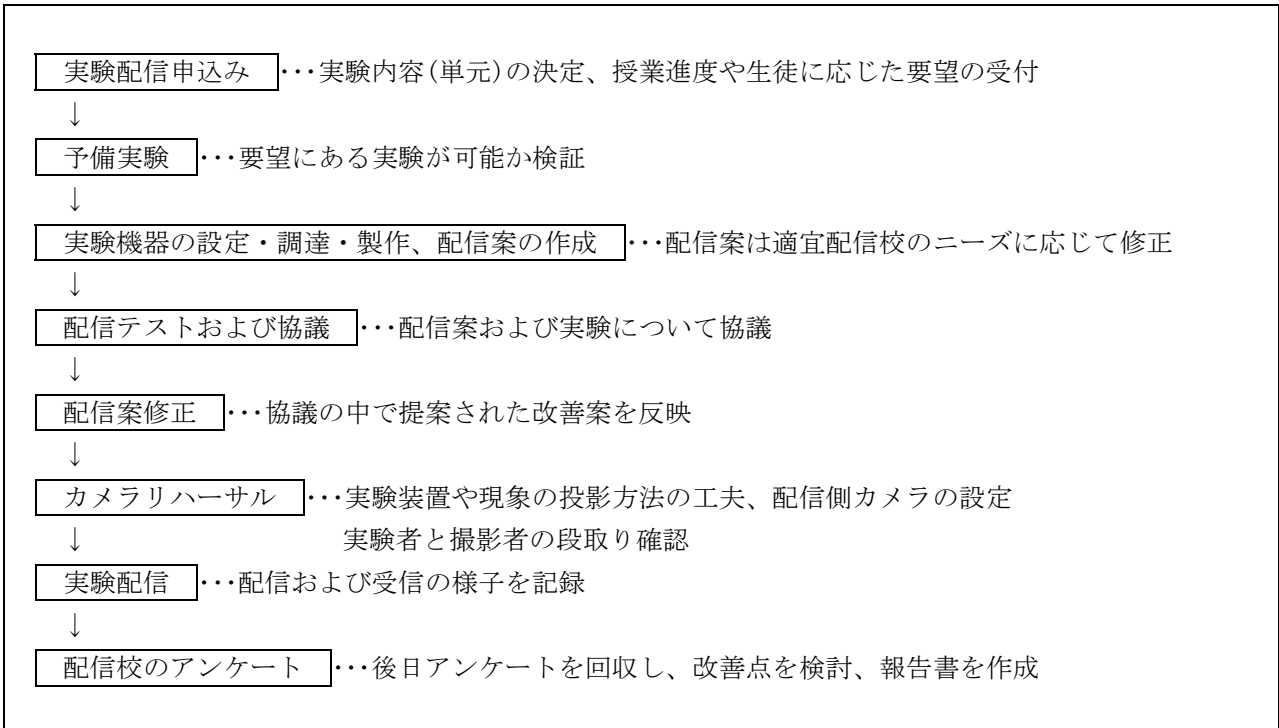 実験配信申込み ･･･実験内容(単元)の決定、授業進度や生徒に応じた要望の受付
↓
予備実験 ･･･要望にある実験が可能か検証
↓
実験機器の設定・調達・製作、配信案の作成 ･･･配信案は適宜配信校のニーズに応じて修正
↓
配信テストおよび協議 ･･･配信案および実験について協議
↓
配信案修正 ･･･協議の中で提案された改善案を反映
↓
カメラリハーサル ･･･実験装置や現象の投影方法の工夫、配信側カメラの設定
↓ 実験者と撮影者の段取り確認
実験配信 ･･･配信および受信の様子を記録
↓
配信校のアンケート ･･･後日アンケートを回収し、改善点を検討、報告書を作成